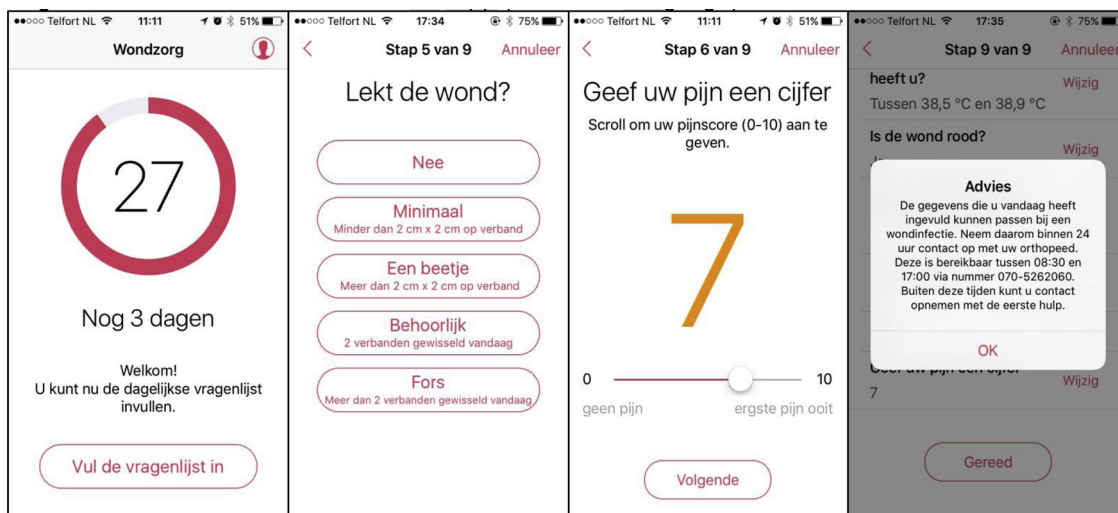 Telfort NL 11:11 51%
Wondzorg
27
Nog 3 dagen
Welkom!
U kunt nu de dagelijkse vragenlijst
invullen.
Vul de vragenlijst in
Telfort NL 17:34 75%
Stap 5 van 9 Annuleer
Lekt de wond?
Nee
Minimaal
Minder dan 2 cm x 2 cm op verband
Een beetje
Meer dan 2 cm x 2 cm op verband
Behoorlijk
2 verbanden gewisseld vandaag
Fors
Meer dan 2 verbanden gewisseld vandaag
Telfort NL 11:11 51%
Stap 6 van 9 Annuleer
Geef uw pijn een cijfer
Scroll om uw pijnscore (0-10) aan te
geven.
7
0 10
geen pijn ergste pijn ooit
Volgende
Telfort NL 17:35 75%
Stap 9 van 9 Annuleer
heeft u? Wijzig
Tussen 38,5 °C en 38,9 °C
Is de wond rood? Wijzig
Advies
De gegevens die u vandaag heeft
ingevuld kunnen passen bij een
wondinfectie. Neem daarom binnen 24
uur contact op met uw orthopeed.
Deze is bereikbaar tussen 08:30 en
17:00 via nummer 070-5262060.
Buiten deze tijden kunt u contact
opnemen met de eerste hulp.
OK
Geef uw pijn een cijfer Wijzig
7
Gereed